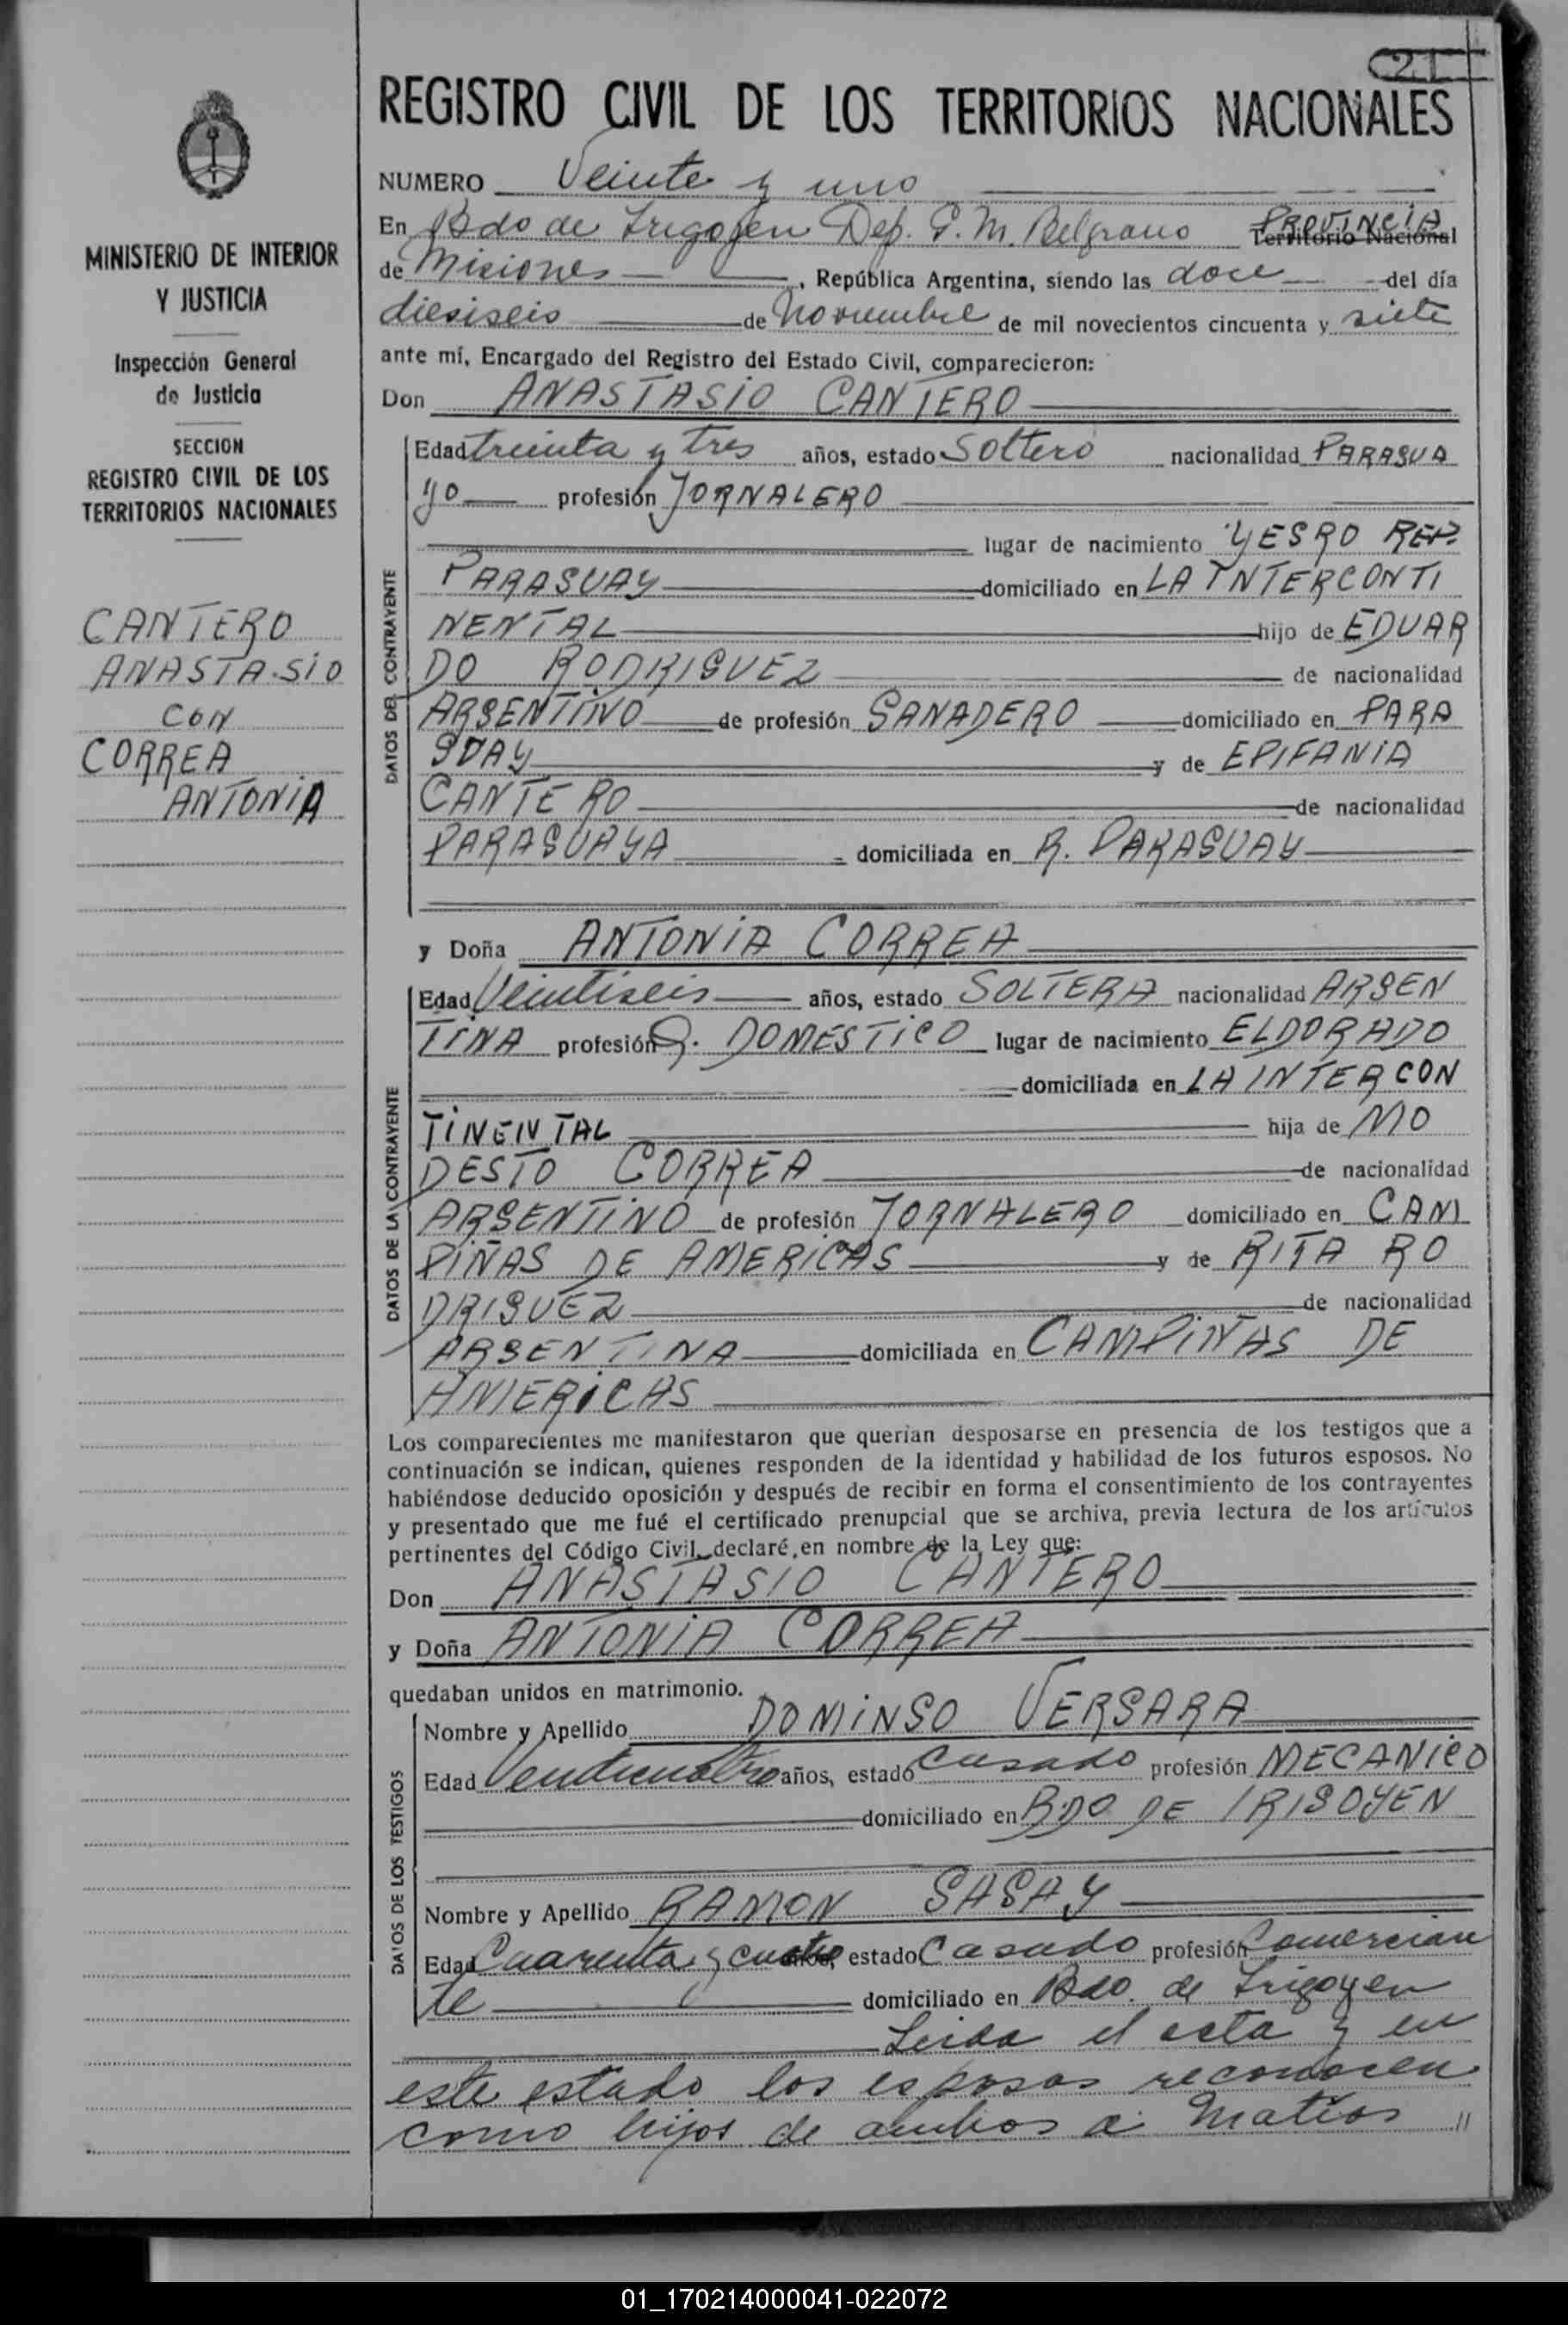 21
REGISTRO CIVIL DE LOS TERRITORIOS NACIONALES
NUMERO Veinte y uno
En Bdo de Irigoyen Dep. G. M. Belgrano PROVINCIA Territorio Nacional
de Misiones, República Argentina, siendo las doce del día
diesiseis de Noviembre de mil novecientos cincuenta y siete
ante mí, Encargado del Registro del Estado Civil, comparecieron:
Don ANASTASIO CANTERO
Edad treinta y tres años, estado Soltero nacionalidad PARAGUA
yo profesión JORNALERO
lugar de nacimiento YEGRO REP.
PARAGUAY domiciliado en LA INTERCONTI
NENTAL hijo de EDUAR
DO RODRIGUEZ de nacionalidad
ARGENTINO de profesión GANADERO domiciliado en PARA
GUAY y de EPIFANIA
CANTERO de nacionalidad
PARAGUAYA domiciliada en R. PARAGUAY
DATOS DEL CONTRAYENTE
y Doña ANTONIA CORREA
Edad Veintiseis años, estado SOLTERA nacionalidad ARGEN
TINA profesión Q. DOMESTICO lugar de nacimiento ELDORADO
domiciliada en LA INTERCON
TINENTAL hija de MO
DESTO CORREA de nacionalidad
ARGENTINO de profesión JORNALERO domiciliado en CAM
PIÑAS DE AMERICAS y de RITA RO
DRIGUEZ de nacionalidad
ARGENTINA domiciliada en CAMPIÑAS DE
AMERICAS
DATOS DE LA CONTRAYENTE
Los comparecientes me manifestaron que querían desposarse en presencia de los testigos que a
continuación se indican, quienes responden de la identidad y habilidad de los futuros esposos. No
habiéndose deducido oposición y después de recibir en forma el consentimiento de los contrayentes
y presentado que me fué el certificado prenupcial que se archiva, previa lectura de los artículos
pertinentes del Código Civil, declaré, en nombre de la Ley que:
Don ANASTASIO CANTERO
y Doña ANTONIA CORREA
quedaban unidos en matrimonio.
Nombre y Apellido DOMINGO VERGARA
Edad Venticuatro años, estado Casado profesión MECANICO
domiciliado en BDO DE IRIGOYEN
Nombre y Apellido RAMON GAGAY
Edad Cuarenta y cuatro años, estado Casado profesión Comercian
te domiciliado en Bdo. de Irigoyen
DATOS DE LOS TESTIGOS
Leida el acta y en
este estado los esposos reconocen
como hijos de ambos a: Matias "
MINISTERIO DE INTERIOR
Y JUSTICIA
Inspección General
de Justicia
SECCION
REGISTRO CIVIL DE LOS
TERRITORIOS NACIONALES
CANTERO
ANASTASIO
CON
CORREA
ANTONIA
01_170214000041-022072